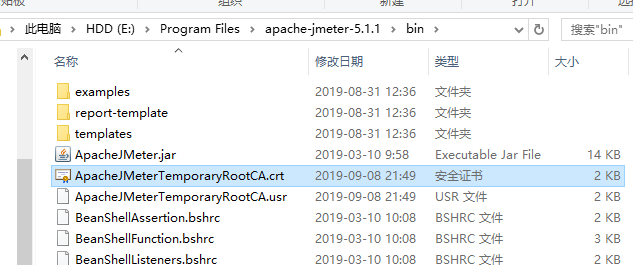 组织
新建
打开
此电脑 › HDD (E:) › Program Files › apache-jmeter-5.1.1 › bin › 搜索"bin"
名称 修改日期 类型 大小
examples 2019-08-31 12:36 文件夹
report-template 2019-08-31 12:36 文件夹
templates 2019-08-31 12:36 文件夹
ApacheJMeter.jar 2019-03-10 9:58 Executable Jar File 14 KB
ApacheJMeterTemporaryRootCA.crt 2019-09-08 21:49 安全证书 2 KB
ApacheJMeterTemporaryRootCA.usr 2019-09-08 21:49 USR 文件 2 KB
BeanShellAssertion.bshrc 2019-03-10 10:08 BSHRC 文件 2 KB
BeanShellFunction.bshrc 2019-03-10 10:08 BSHRC 文件 3 KB
BeanShellListeners.bshrc 2019-03-10 10:08 BSHRC 文件 2 KB